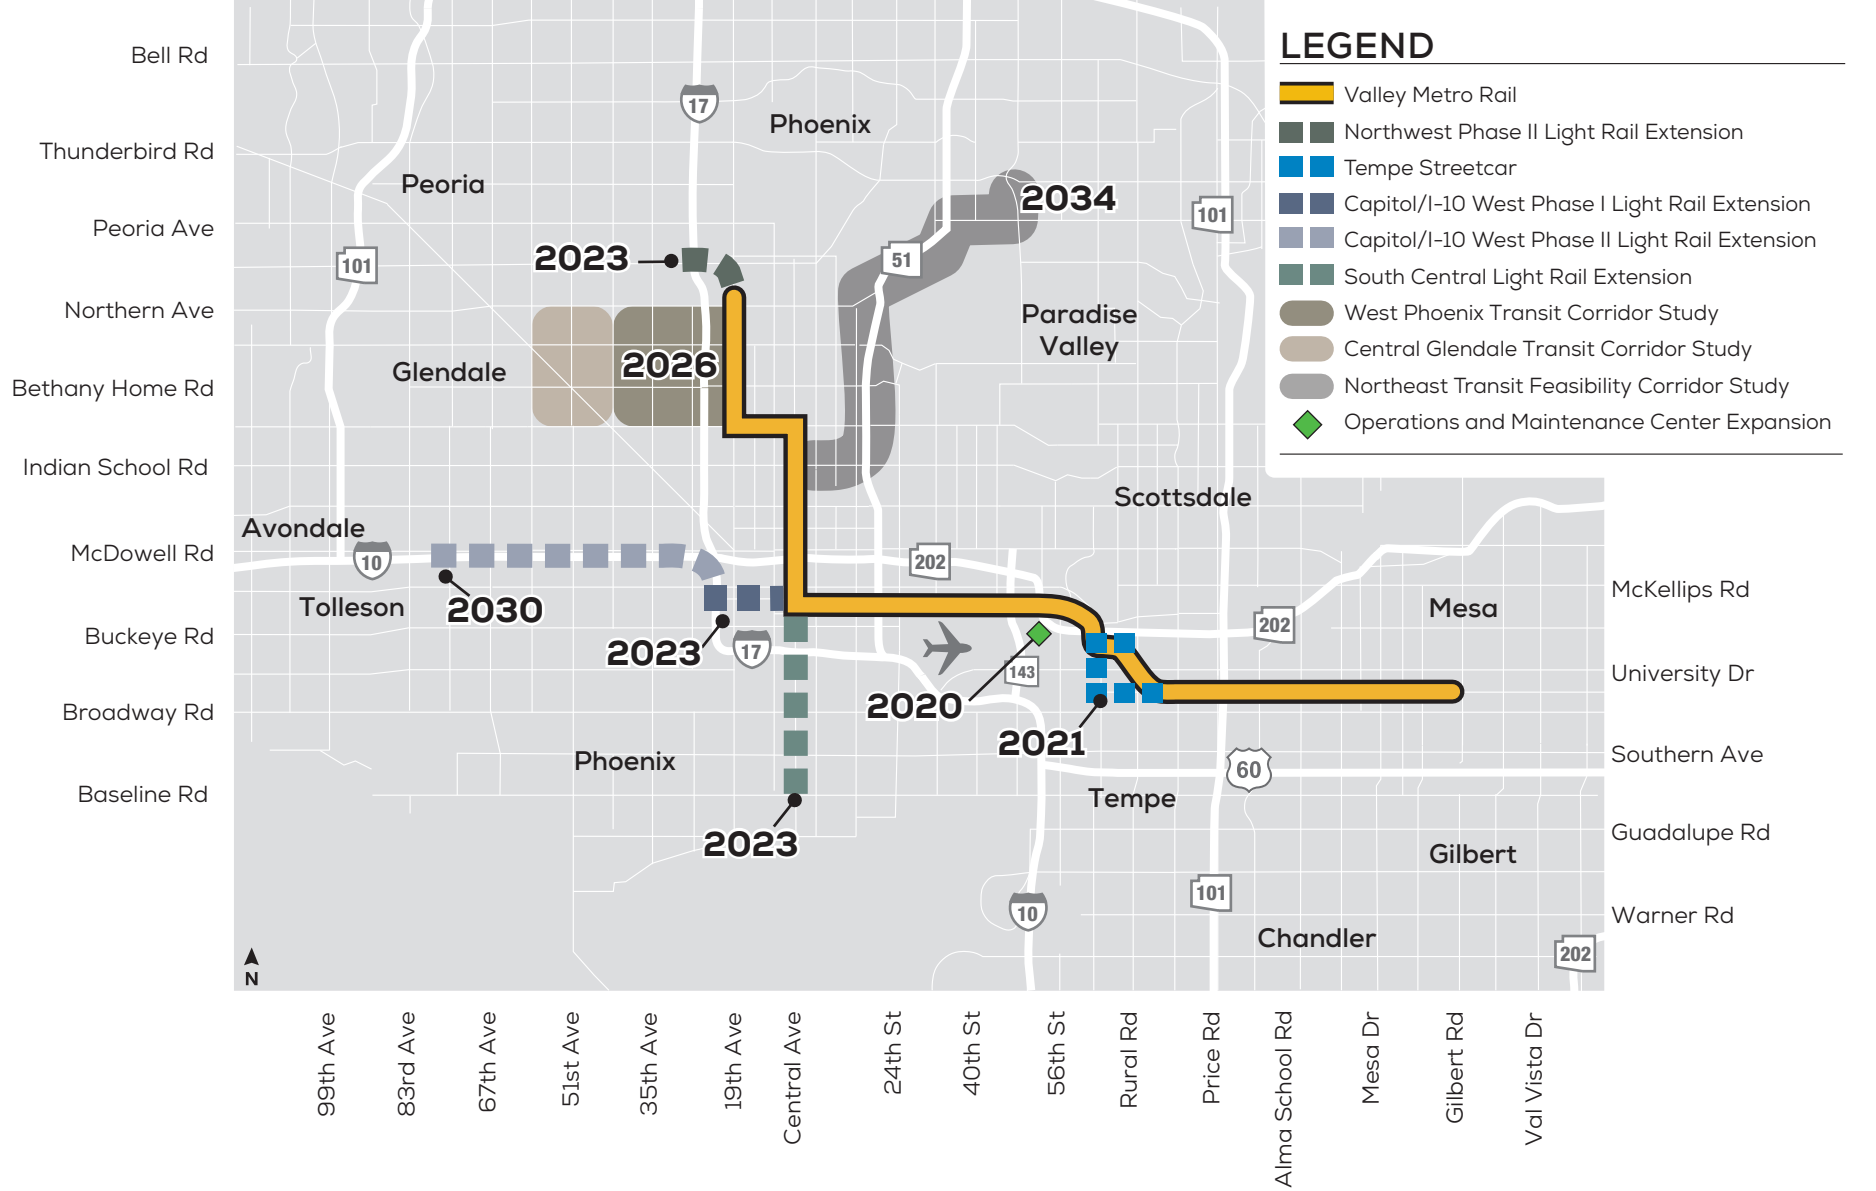 LEGEND
Valley Metro Rail
Northwest Phase II Light Rail Extension
Tempe Streetcar
Capitol/I-10 West Phase I Light Rail Extension
Capitol/I-10 West Phase II Light Rail Extension
South Central Light Rail Extension
West Phoenix Transit Corridor Study
Central Glendale Transit Corridor Study
Northeast Transit Feasibility Corridor Study
Operations and Maintenance Center Expansion
Bell Rd
Thunderbird Rd
Peoria Ave
Northern Ave
Bethany Home Rd
Indian School Rd
McDowell Rd
Buckeye Rd
Broadway Rd
Baseline Rd
17
Phoenix
Peoria
2034
101
101
2023
51
Paradise
Valley
2026
Glendale
Scottsdale
Avondale
10
202
Tolleson
2030
2023
17
143
202
Mesa
2020
2021
Phoenix
60
Tempe
2023
Gilbert
101
10
Chandler
202
N
McKellips Rd
University Dr
Southern Ave
Guadalupe Rd
Warner Rd
99th Ave
83rd Ave
67th Ave
51st Ave
35th Ave
19th Ave
Central Ave
24th St
40th St
56th St
Rural Rd
Price Rd
Alma School Rd
Mesa Dr
Gilbert Rd
Val Vista Dr